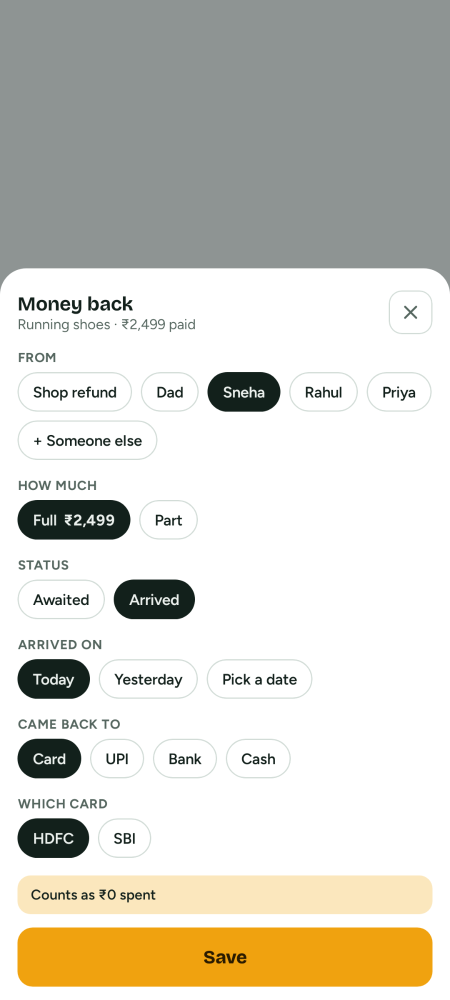 Money back
Running shoes · ₹2,499 paid
FROM
Shop refund Dad Sneha Rahul Priya
+ Someone else
HOW MUCH
Full ₹2,499 Part
STATUS
Awaited Arrived
ARRIVED ON
Today Yesterday Pick a date
CAME BACK TO
Card UPI Bank Cash
WHICH CARD
HDFC SBI
Counts as ₹0 spent
Save